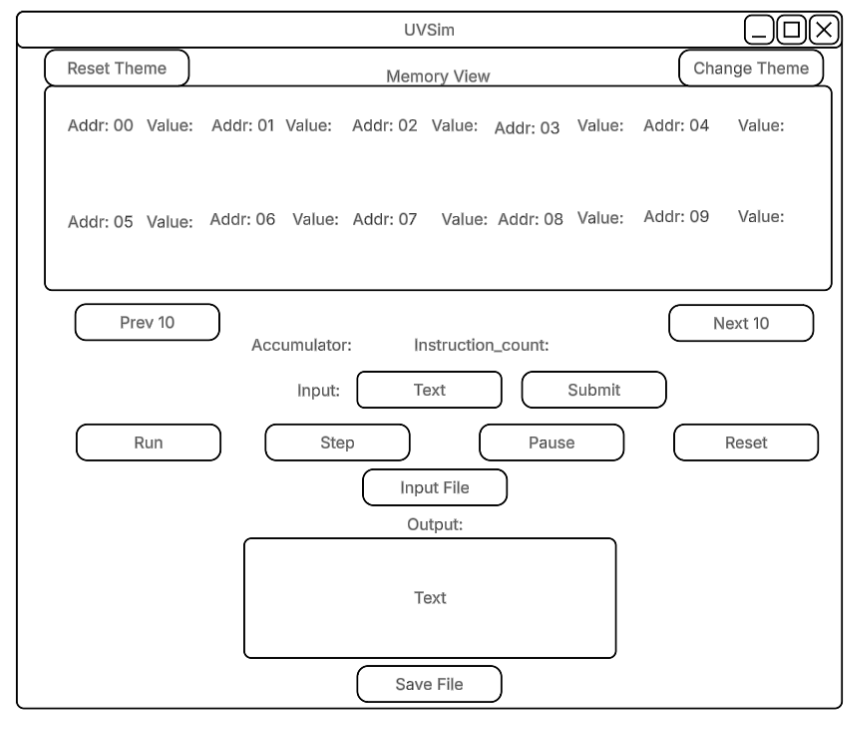 UVSim
Reset Theme
Change Theme
Memory View
Addr: 00 Value: Addr: 01 Value: Addr: 02 Value: Addr: 03 Value: Addr: 04 Value:
Addr: 05 Value: Addr: 06 Value: Addr: 07 Value: Addr: 08 Value: Addr: 09 Value:
Prev 10
Next 10
Accumulator: Instruction_count:
Input: Text Submit
Run Step Pause Reset
Input File
Output:
Text
Save File